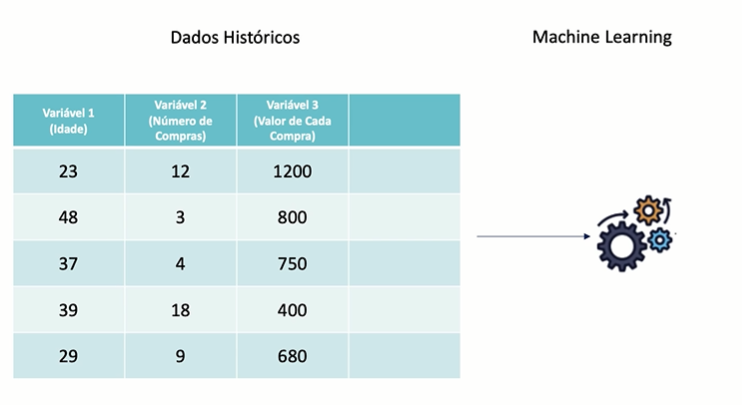 Dados Históricos
Machine Learning
Variável 1
(Idade)
Variável 2
(Número de
Compras)
Variável 3
(Valor de Cada
Compra)
23 12 1200
48 3 800
37 4 750
39 18 400
29 9 680